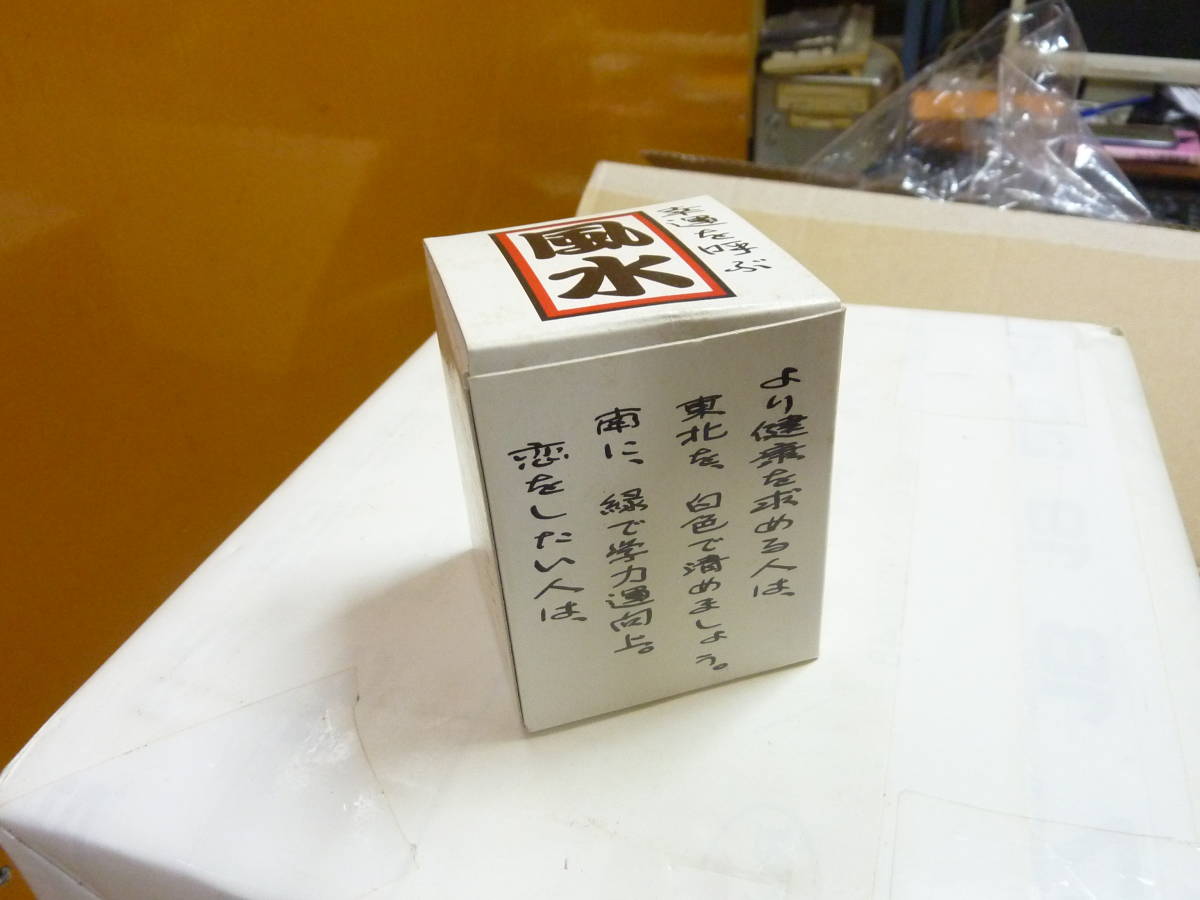 幸運を呼ぶ
風水
より健康を求める人は、
東北を、白色で清めましょう。
南に、緑で学力運向上。
恋をしたい人は、